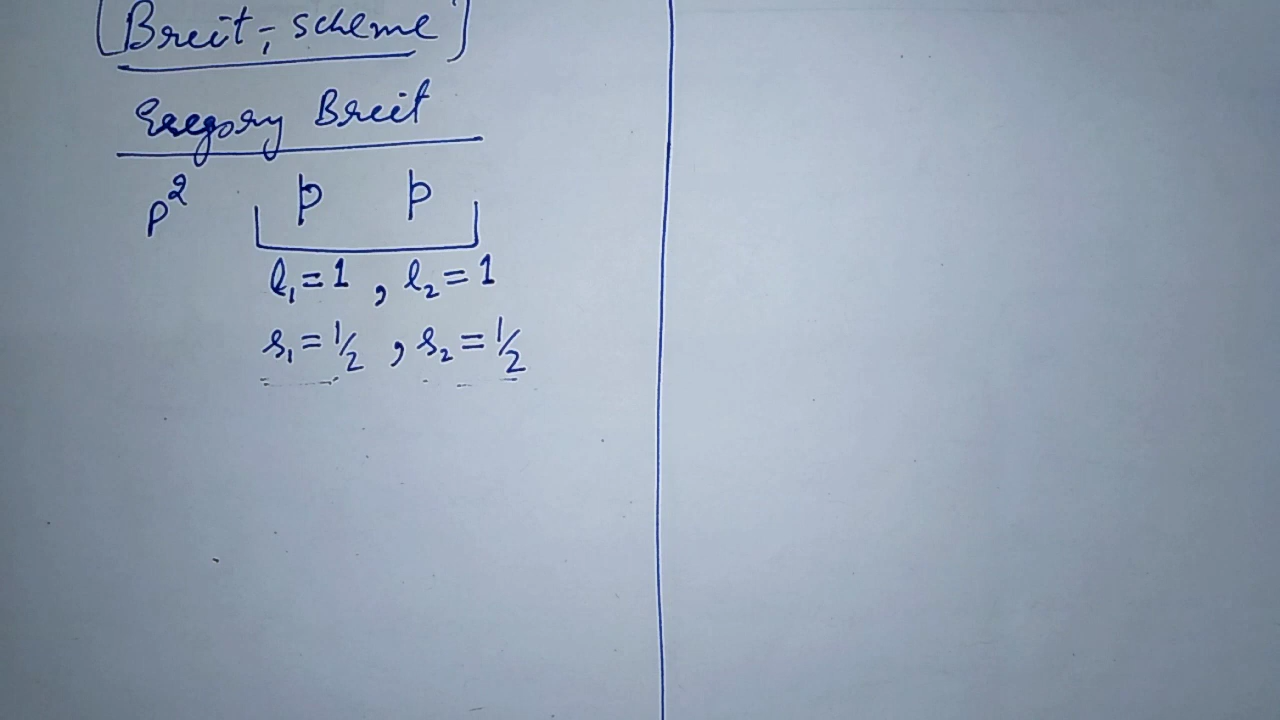 [Breit-scheme]
Gregory Breit
p² p p
l₁=1 , l₂=1
s₁=1/2 , s₂=1/2